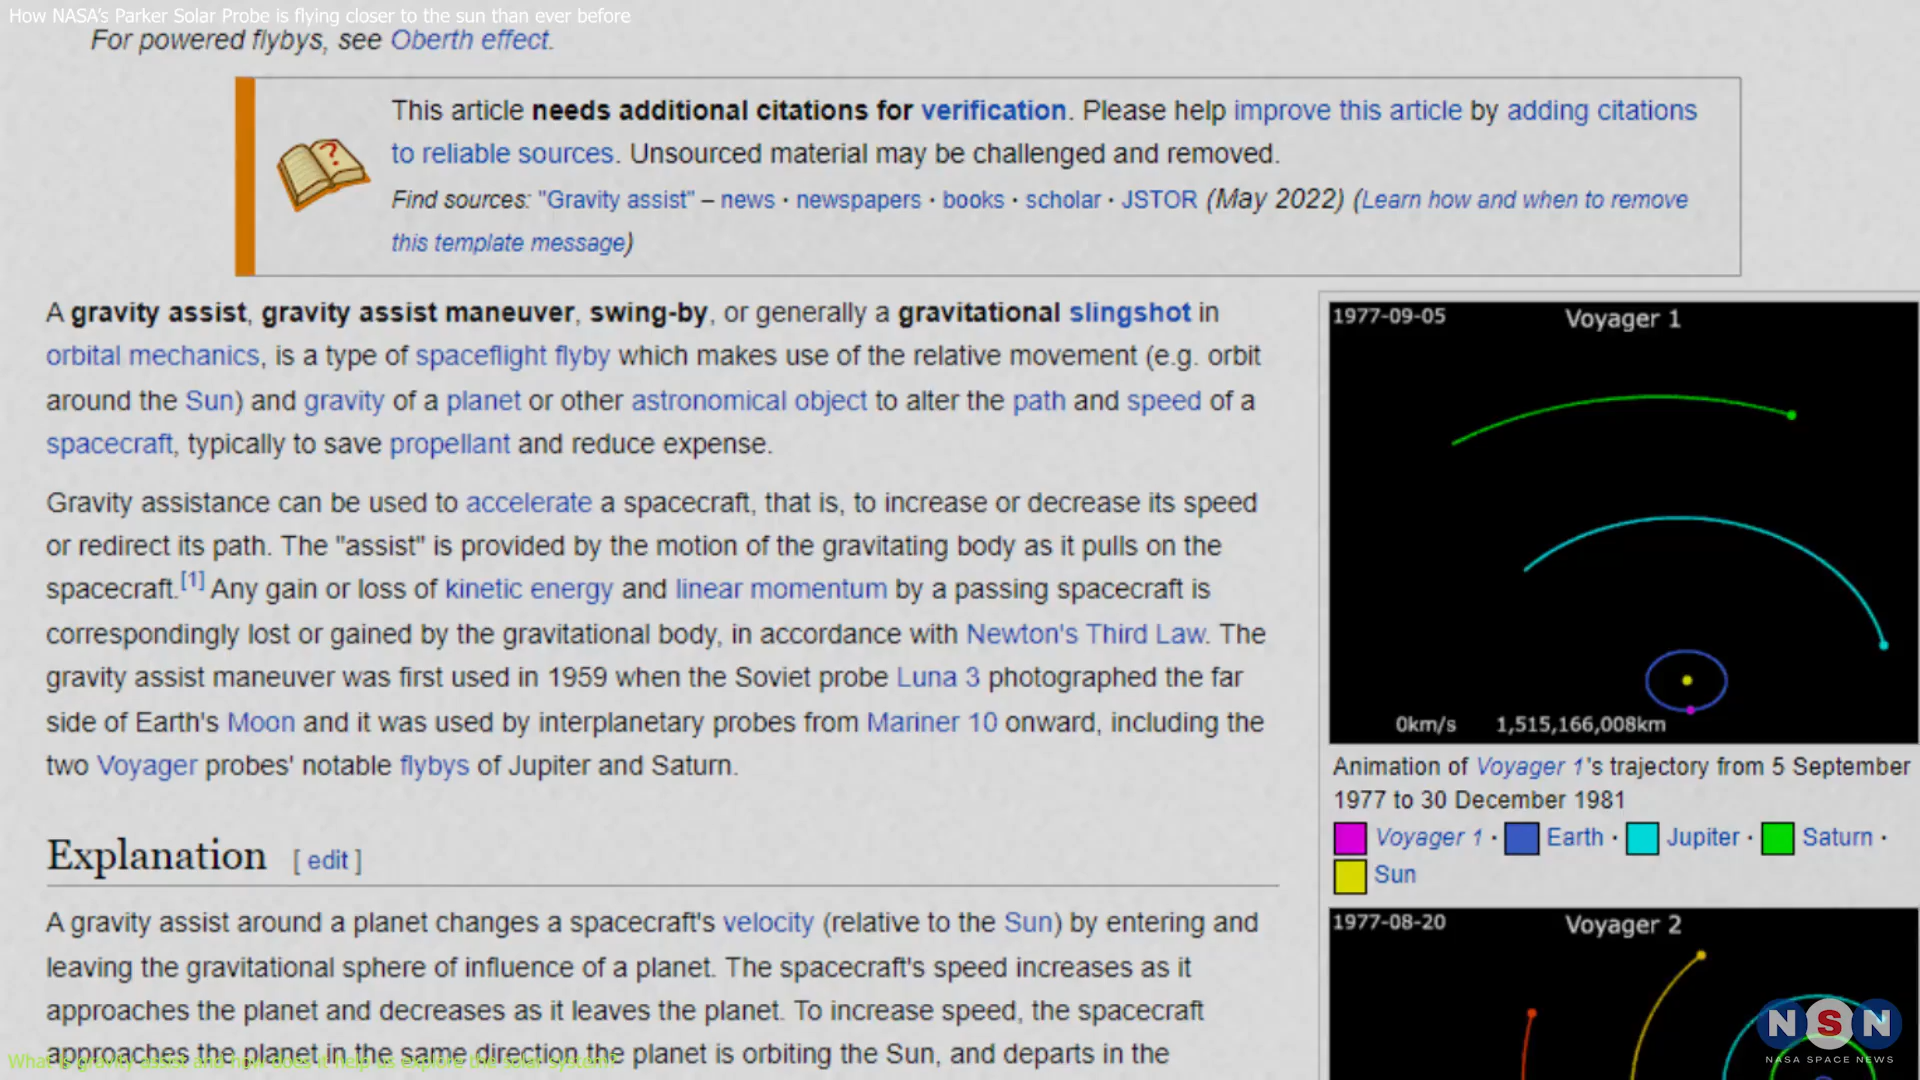 How NASA's Parker Solar Probe is flying closer to the sun than ever before
For powered flybys, see Oberth effect.
This article needs additional citations for verification. Please help improve this article by adding citations
to reliable sources. Unsourced material may be challenged and removed.
Find sources: "Gravity assist" – news · newspapers · books · scholar · JSTOR (May 2022) (Learn how and when to remove
this template message)
A gravity assist, gravity assist maneuver, swing-by, or generally a gravitational slingshot in
orbital mechanics, is a type of spaceflight flyby which makes use of the relative movement (e.g. orbit
around the Sun) and gravity of a planet or other astronomical object to alter the path and speed of a
spacecraft, typically to save propellant and reduce expense.
Gravity assistance can be used to accelerate a spacecraft, that is, to increase or decrease its speed
or redirect its path. The "assist" is provided by the motion of the gravitating body as it pulls on the
spacecraft.[1] Any gain or loss of kinetic energy and linear momentum by a passing spacecraft is
correspondingly lost or gained by the gravitational body, in accordance with Newton's Third Law. The
gravity assist maneuver was first used in 1959 when the Soviet probe Luna 3 photographed the far
side of Earth's Moon and it was used by interplanetary probes from Mariner 10 onward, including the
two Voyager probes' notable flybys of Jupiter and Saturn.
Explanation [ edit ]
A gravity assist around a planet changes a spacecraft's velocity (relative to the Sun) by entering and
leaving the gravitational sphere of influence of a planet. The spacecraft's speed increases as it
approaches the planet and decreases as it leaves the planet. To increase speed, the spacecraft
approaches the planet in the same direction the planet is orbiting the Sun, and departs in the
What is gravity assist and how does it help us explore the solar system?
1977-09-05 Voyager 1
0km/s 1,515,166,008km
Animation of Voyager 1's trajectory from 5 September
1977 to 30 December 1981
Voyager 1 · Earth · Jupiter · Saturn ·
Sun
1977-08-20 Voyager 2
NSN
NASA SPACE NEWS